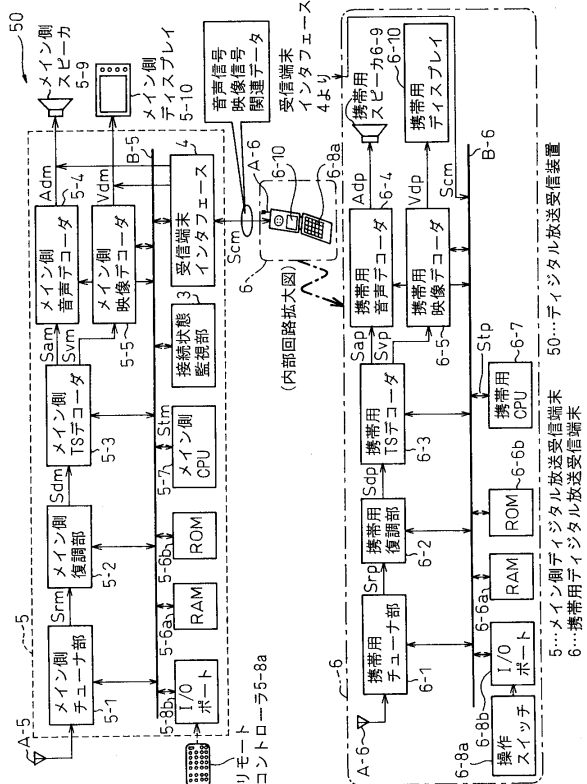 50
A-5
5
メイン側
チューナ部
5-1
Srm
メイン側
復調部
5-2
Sdm
メイン側
TSデコーダ
5-3
Sam
Svm
メイン側
音声デコーダ
5-4
メイン側
映像デコーダ
5-5
Adm
Vdm
メイン側
スピーカ
5-9
メイン側
ディスプレイ
5-10
B-5
リモート
コントローラ5-8a
5-8b
I/O
ポート
5-6a
RAM
5-6b
ROM
5-7
Stm
メイン側
CPU
3
接続状態
監視部
4
受信端末
インタフェース
Scm
音声信号
映像信号
関連データ
A-6
6-10
6-8a
6
(内部回路拡大図)
受信端末
インタフェース
4より
6
A-6
携帯用
チューナ部
6-1
Srp
携帯用
復調部
6-2
Sdp
携帯用
TSデコーダ
6-3
Sap
Svp
携帯用
音声デコーダ
6-4
携帯用
映像デコーダ
6-5
Adp
Vdp
携帯用
スピーカ6-9
6-10
携帯用
ディスプレイ
Scm
B-6
6-8a
操作
スイッチ
6-8b
I/O
ポート
6-6a
RAM
6-6b
ROM
Stp
6-7
携帯用
CPU
5…メイン側ディジタル放送受信端末
6…携帯用ディジタル放送受信端末
50…ディジタル放送受信装置